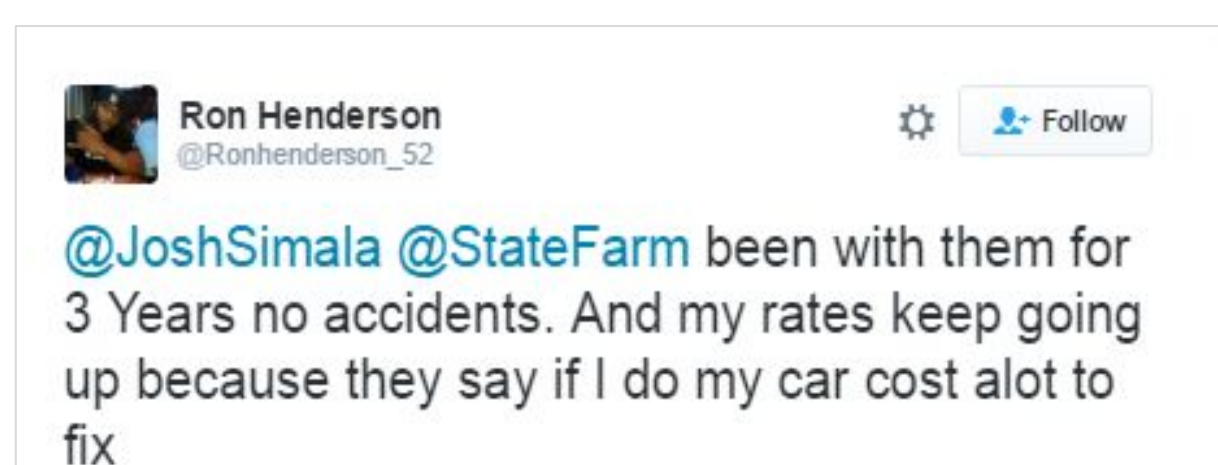 Ron Henderson
Follow
@Ronhenderson_52
@JoshSimala @StateFarm been with them for
3 Years no accidents. And my rates keep going
up because they say if I do my car cost alot to
fix